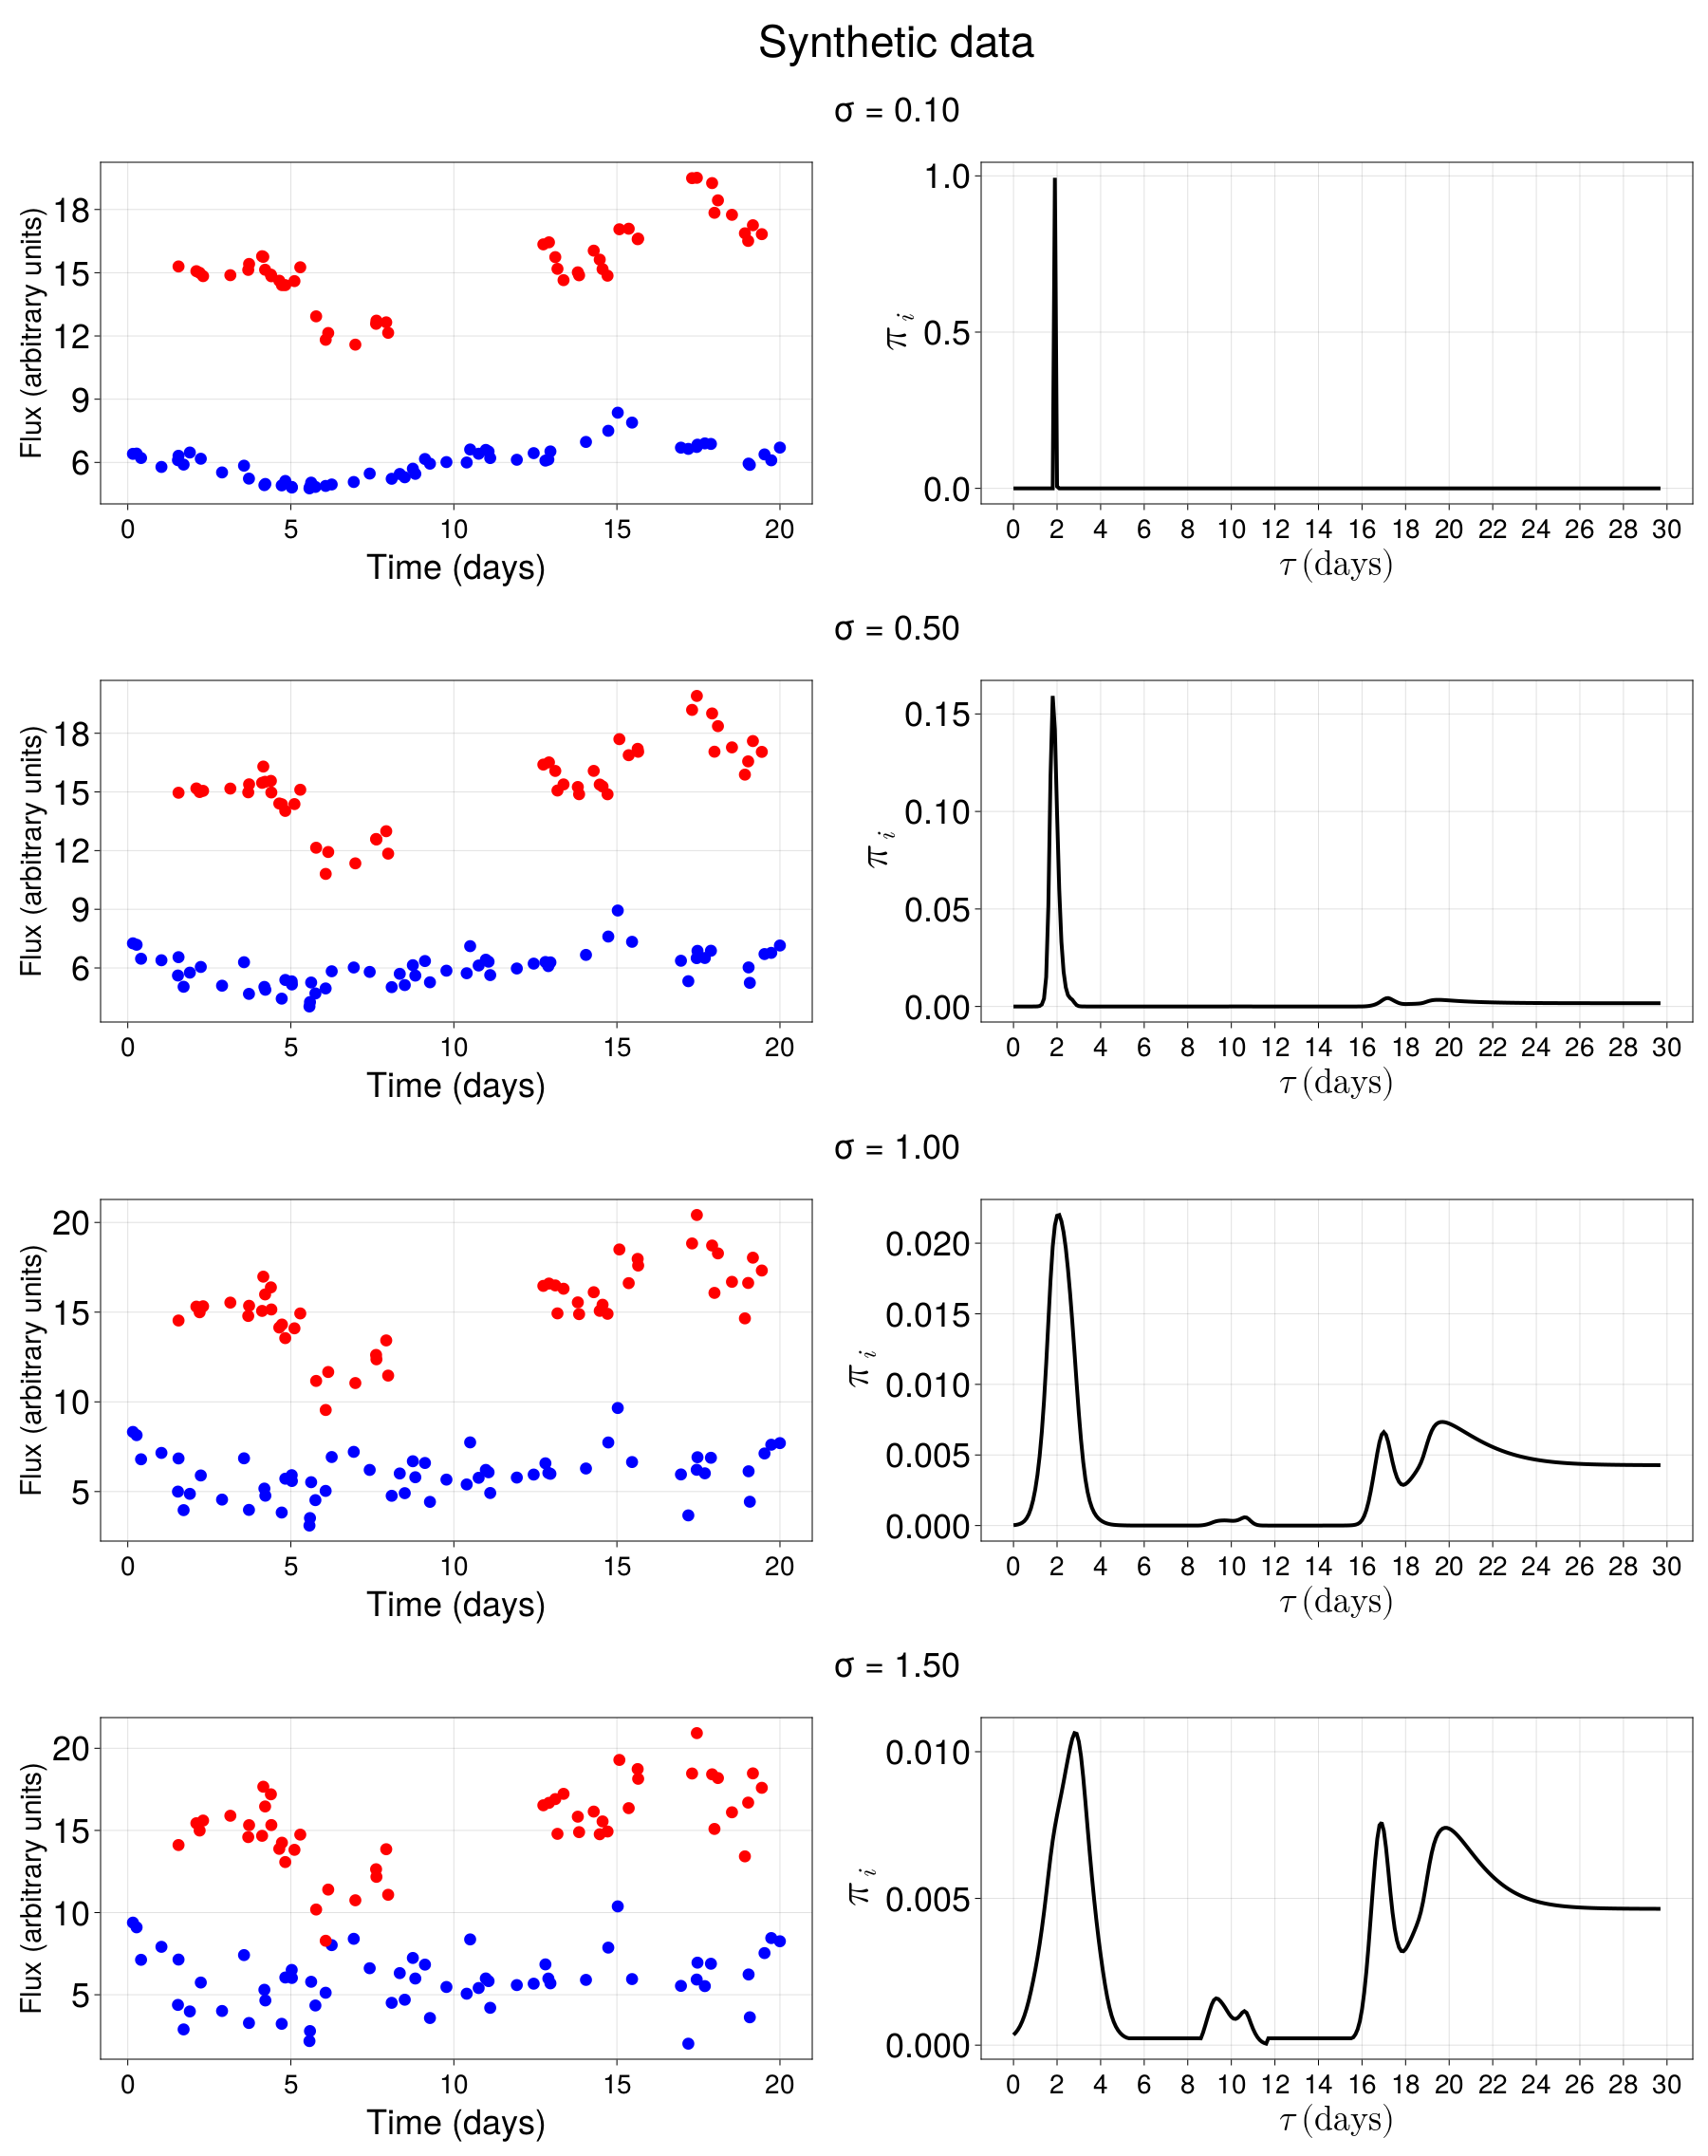 Synthetic data
σ = 0.10
Flux (arbitrary units)
18
15
12
9
6
0 5 10 15 20
Time (days)
π i
1.0
0.5
0.0
0 2 4 6 8 10 12 14 16 18 20 22 24 26 28 30
τ (days)
σ = 0.50
Flux (arbitrary units)
18
15
12
9
6
0 5 10 15 20
Time (days)
π i
0.15
0.10
0.05
0.00
0 2 4 6 8 10 12 14 16 18 20 22 24 26 28 30
τ (days)
σ = 1.00
Flux (arbitrary units)
20
15
10
5
0 5 10 15 20
Time (days)
π i
0.020
0.015
0.010
0.005
0.000
0 2 4 6 8 10 12 14 16 18 20 22 24 26 28 30
τ (days)
σ = 1.50
Flux (arbitrary units)
20
15
10
5
0 5 10 15 20
Time (days)
π i
0.010
0.005
0.000
0 2 4 6 8 10 12 14 16 18 20 22 24 26 28 30
τ (days)